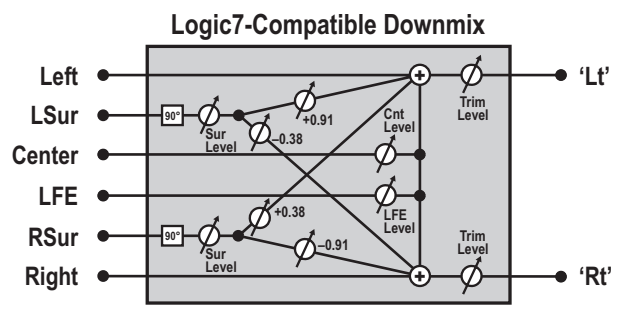 Logic7-Compatible Downmix
Left
‘Lt’
Trim
Level
LSur
90°
Sur
Level
+0.91
–0.38
Cnt
Level
Center
LFE
LFE
Level
+0.38
RSur
90°
Sur
Level
–0.91
Trim
Level
Right
‘Rt’